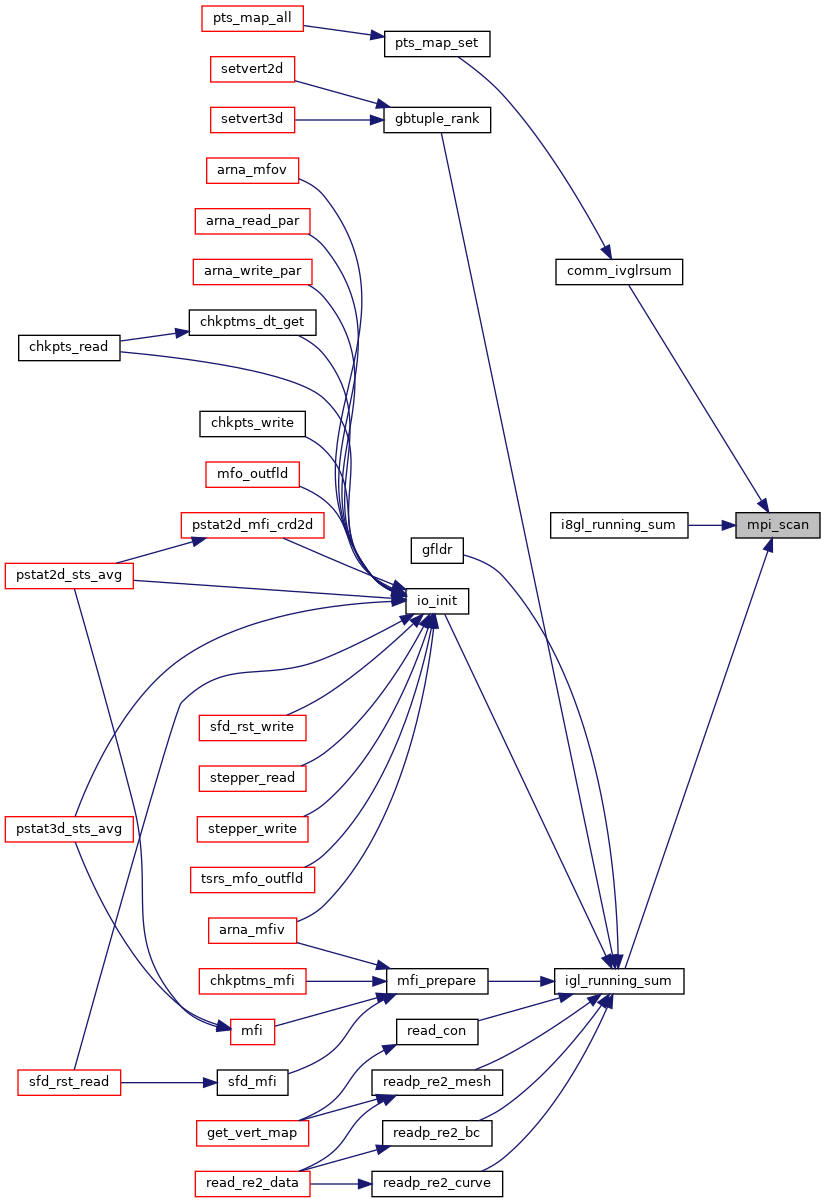 pts_map_all
pts_map_set
setvert2d
setvert3d
gbtuple_rank
arna_mfov
arna_read_par
arna_write_par
comm_ivglrsum
chkptms_dt_get
chkpts_read
chkpts_write
mfo_outfld
pstat2d_mfi_crd2d
i8gl_running_sum
mpi_scan
gfldr
pstat2d_sts_avg
io_init
sfd_rst_write
stepper_read
pstat3d_sts_avg
stepper_write
tsrs_mfo_outfld
arna_mfiv
chkptms_mfi
mfi_prepare
igl_running_sum
mfi
read_con
sfd_rst_read
sfd_mfi
readp_re2_mesh
get_vert_map
readp_re2_bc
read_re2_data
readp_re2_curve